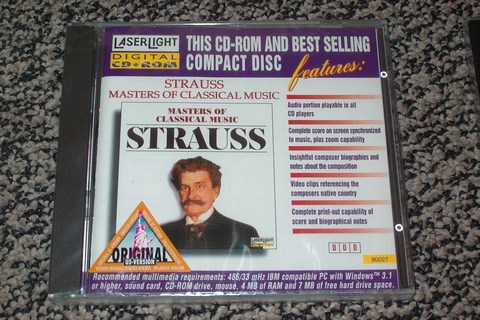 LASERLIGHT
DIGITAL
CD-ROM
THIS CD-ROM AND BEST SELLING
COMPACT DISC
features:
STRAUSS
MASTERS OF CLASSICAL MUSIC
MASTERS OF
CLASSICAL MUSIC
STRAUSS
LASERLIGHT
ORIGINAL
US-VERSION
Audio portion playable in all
CD players
Complete score on screen synchronized
to music, plus zoom capability
Insightful composer biographies and
notes about the composition
Video clips referencing the
composers native country
Complete print-out capability of
score and biographical notes
DDD
90027
Recommended multimedia requirements: 486/33 mHz IBM compatible PC with Windows™ 3.1
or higher, sound card, CD-ROM drive, mouse, 4 MB of RAM and 7 MB of free hard drive space.